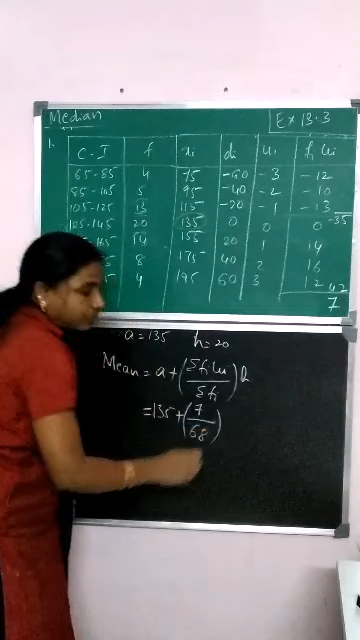 Median
Ex 13.3
1.
C-I f xi di ui fi ui
65-85 4 75 -60 -3 -12
85-105 5 95 -40 -2 -10
105-125 13 115 -20 -1 -13
125-145 20 135 0 0 0 -35
-165 14 155 20 1 14
8 175 40 2 16
4 195 60 3 12 42
7
a = 135 h = 20
Mean = a + (Σfiui / Σfi) h
= 135 + (7 / 68)